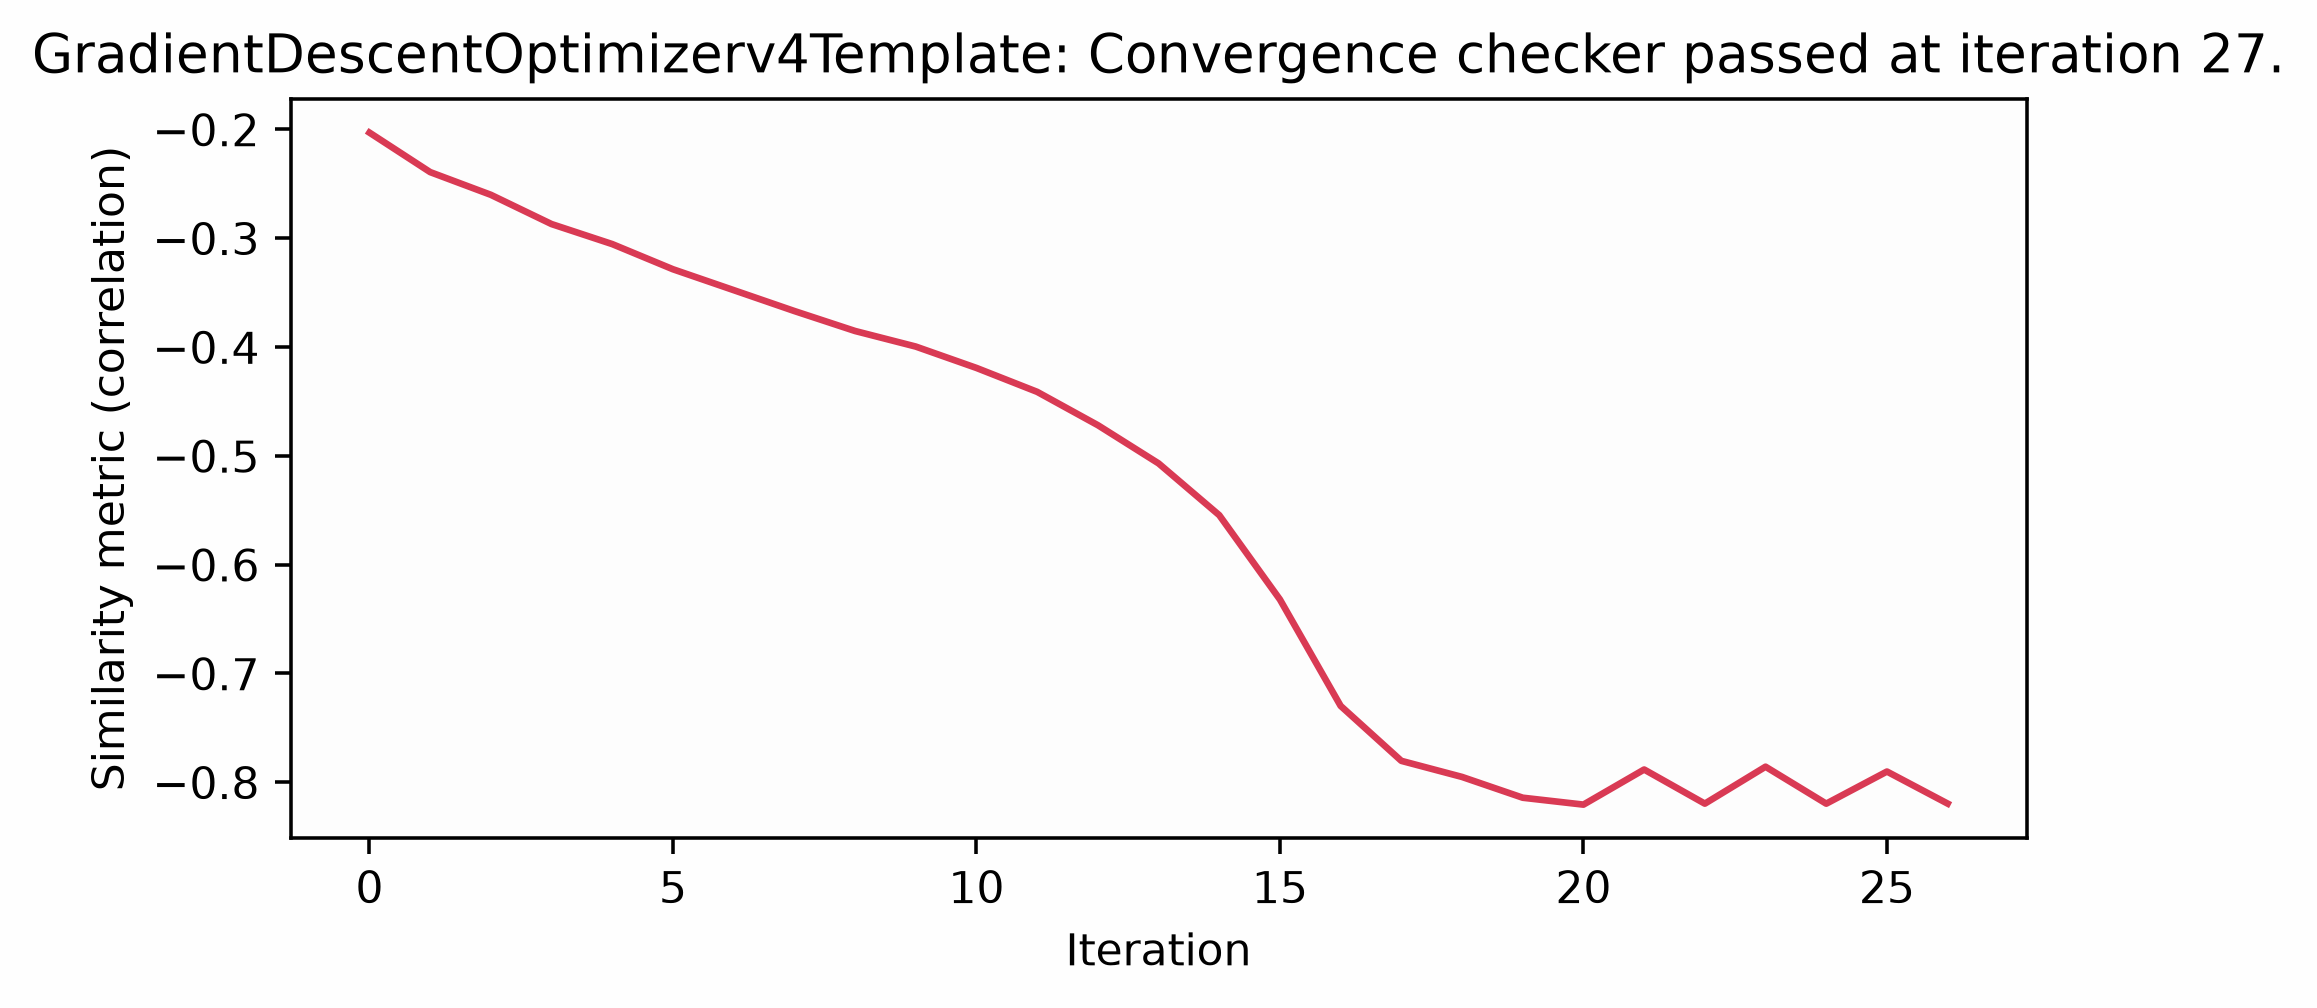 GradientDescentOptimizerv4Template: Convergence checker passed at iteration 27.
Similarity metric (correlation)
−0.2
−0.3
−0.4
−0.5
−0.6
−0.7
−0.8
0 5 10 15 20 25
Iteration